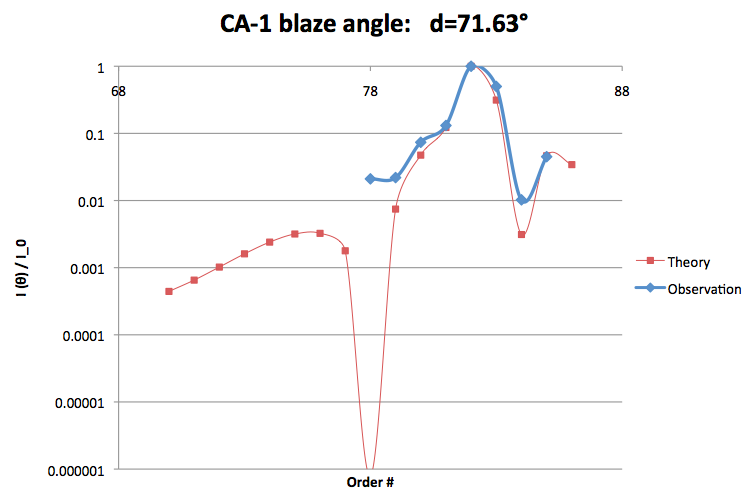 CA-1 blaze angle: d=71.63°
1
68
78
88
0.1
0.01
0.001
0.0001
0.00001
0.000001
I (θ) / I_0
Order #
Theory
Observation